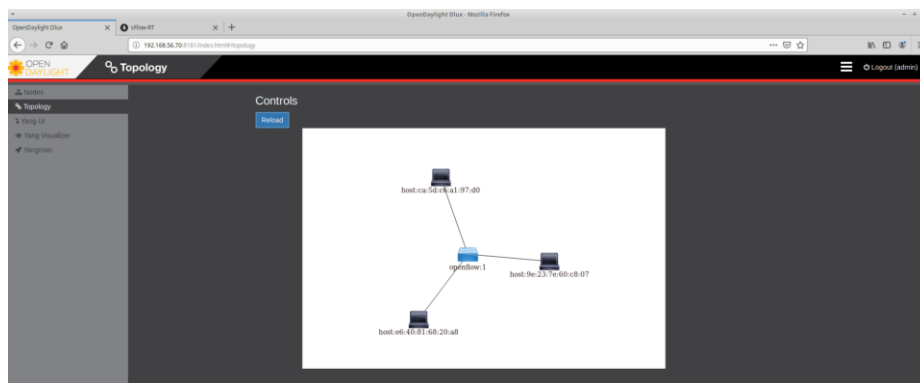 OpenDaylight Dlux - Mozilla Firefox
OpenDaylight Dlux
sFlow-RT
192.168.56.70:8181/index.html#/topology
OPEN DAYLIGHT
Topology
Logout (admin)
Nodes
Topology
Yang UI
Yang Visualizer
Yangman
Controls
Reload
host:ca:5d:c6:a1:97:d0
openflow:1
host:9e:23:7e:60:c8:07
host:e6:40:81:68:20:a8